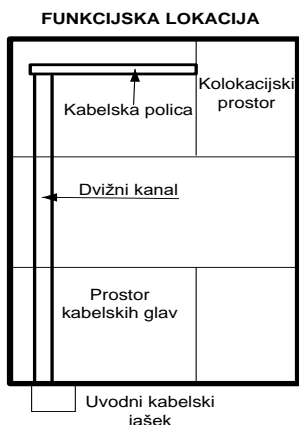 FUNKCIJSKA LOKACIJA
Kolokacijski
prostor
Kabelska polica
Dvižni kanal
Prostor
kabelskih glav
Uvodni kabelski
jašek